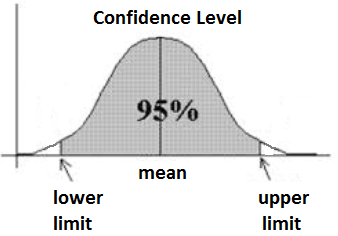 Confidence Level
95%
mean
lower
limit
upper
limit